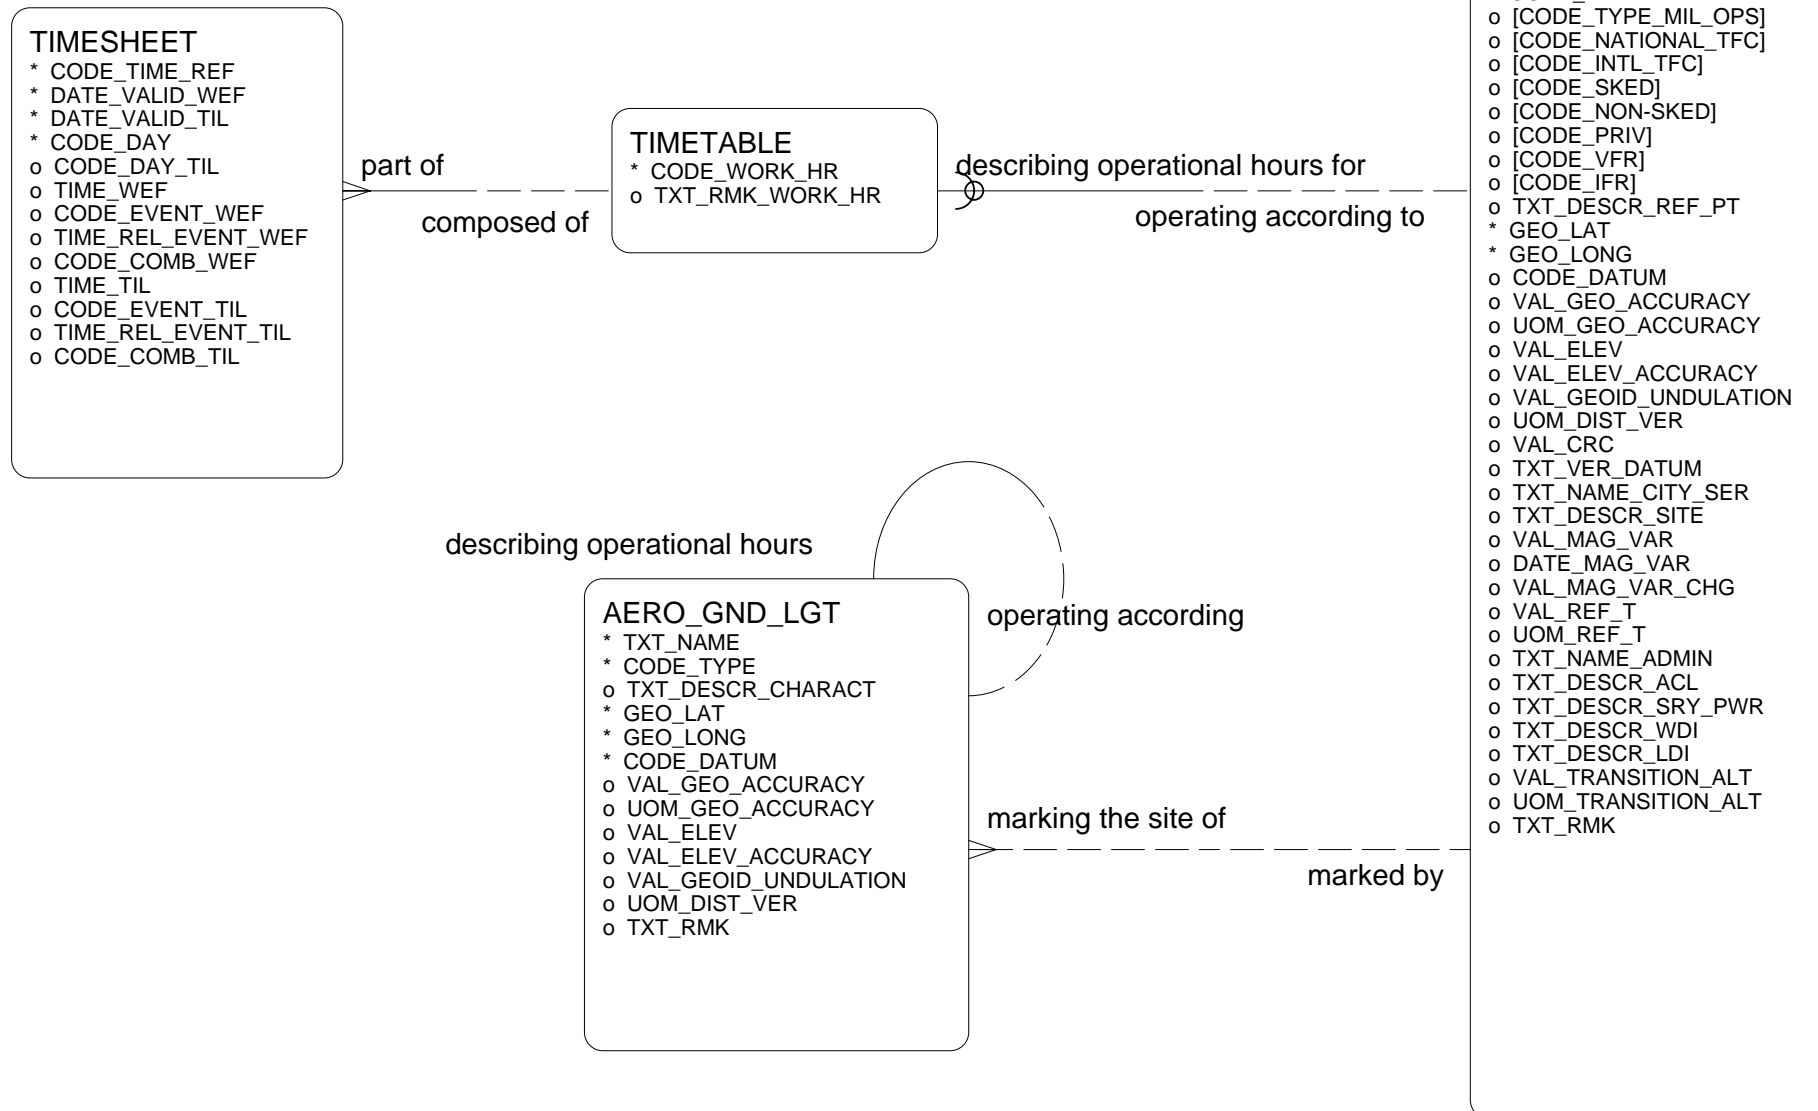 TIMESHEET
* CODE_TIME_REF
* DATE_VALID_WEF
* DATE_VALID_TIL
* CODE_DAY
o CODE_DAY_TIL
o TIME_WEF
o CODE_EVENT_WEF
o TIME_REL_EVENT_WEF
o CODE_COMB_WEF
o TIME_TIL
o CODE_EVENT_TIL
o TIME_REL_EVENT_TIL
o CODE_COMB_TIL
part of
composed of
TIMETABLE
* CODE_WORK_HR
o TXT_RMK_WORK_HR
describing operational hours for
operating according to
describing operational hours
operating according
AERO_GND_LGT
* TXT_NAME
* CODE_TYPE
o TXT_DESCR_CHARACT
* GEO_LAT
* GEO_LONG
* CODE_DATUM
o VAL_GEO_ACCURACY
o UOM_GEO_ACCURACY
o VAL_ELEV
o VAL_ELEV_ACCURACY
o VAL_GEOID_UNDULATION
o UOM_DIST_VER
o TXT_RMK
marking the site of
marked by
o [CODE_TYPE_MIL_OPS]
o [CODE_NATIONAL_TFC]
o [CODE_INTL_TFC]
o [CODE_SKED]
o [CODE_NON-SKED]
o [CODE_PRIV]
o [CODE_VFR]
o [CODE_IFR]
o TXT_DESCR_REF_PT
* GEO_LAT
* GEO_LONG
o CODE_DATUM
o VAL_GEO_ACCURACY
o UOM_GEO_ACCURACY
o VAL_ELEV
o VAL_ELEV_ACCURACY
o VAL_GEOID_UNDULATION
o UOM_DIST_VER
o VAL_CRC
o TXT_VER_DATUM
o TXT_NAME_CITY_SER
o TXT_DESCR_SITE
o VAL_MAG_VAR
o DATE_MAG_VAR
o VAL_MAG_VAR_CHG
o VAL_REF_T
o UOM_REF_T
o TXT_NAME_ADMIN
o TXT_DESCR_ACL
o TXT_DESCR_SRY_PWR
o TXT_DESCR_WDI
o TXT_DESCR_LDI
o VAL_TRANSITION_ALT
o UOM_TRANSITION_ALT
o TXT_RMK